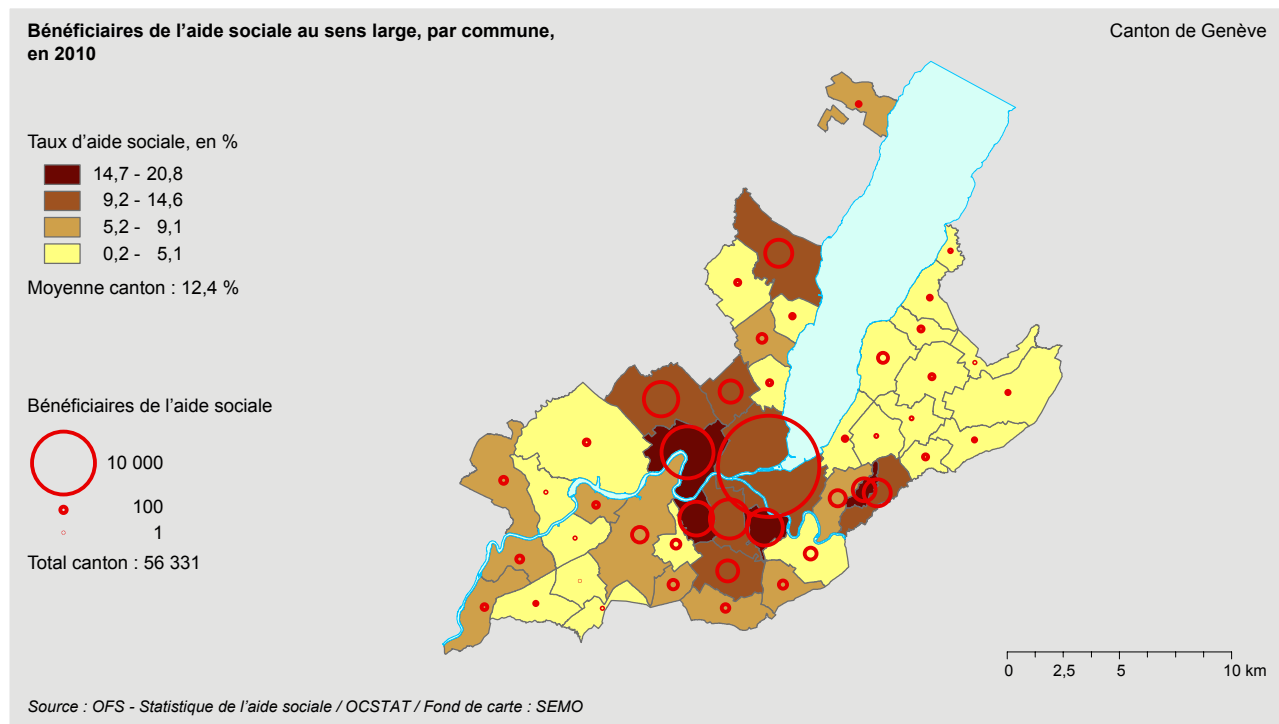 Bénéficiaires de l’aide sociale au sens large, par commune,
en 2010
Canton de Genève
Taux d’aide sociale, en %
14,7 - 20,8
9,2 - 14,6
5,2 - 9,1
0,2 - 5,1
Moyenne canton : 12,4 %
Bénéficiaires de l’aide sociale
10 000
100
1
Total canton : 56 331
0 2,5 5 10 km
Source : OFS - Statistique de l’aide sociale / OCSTAT / Fond de carte : SEMO